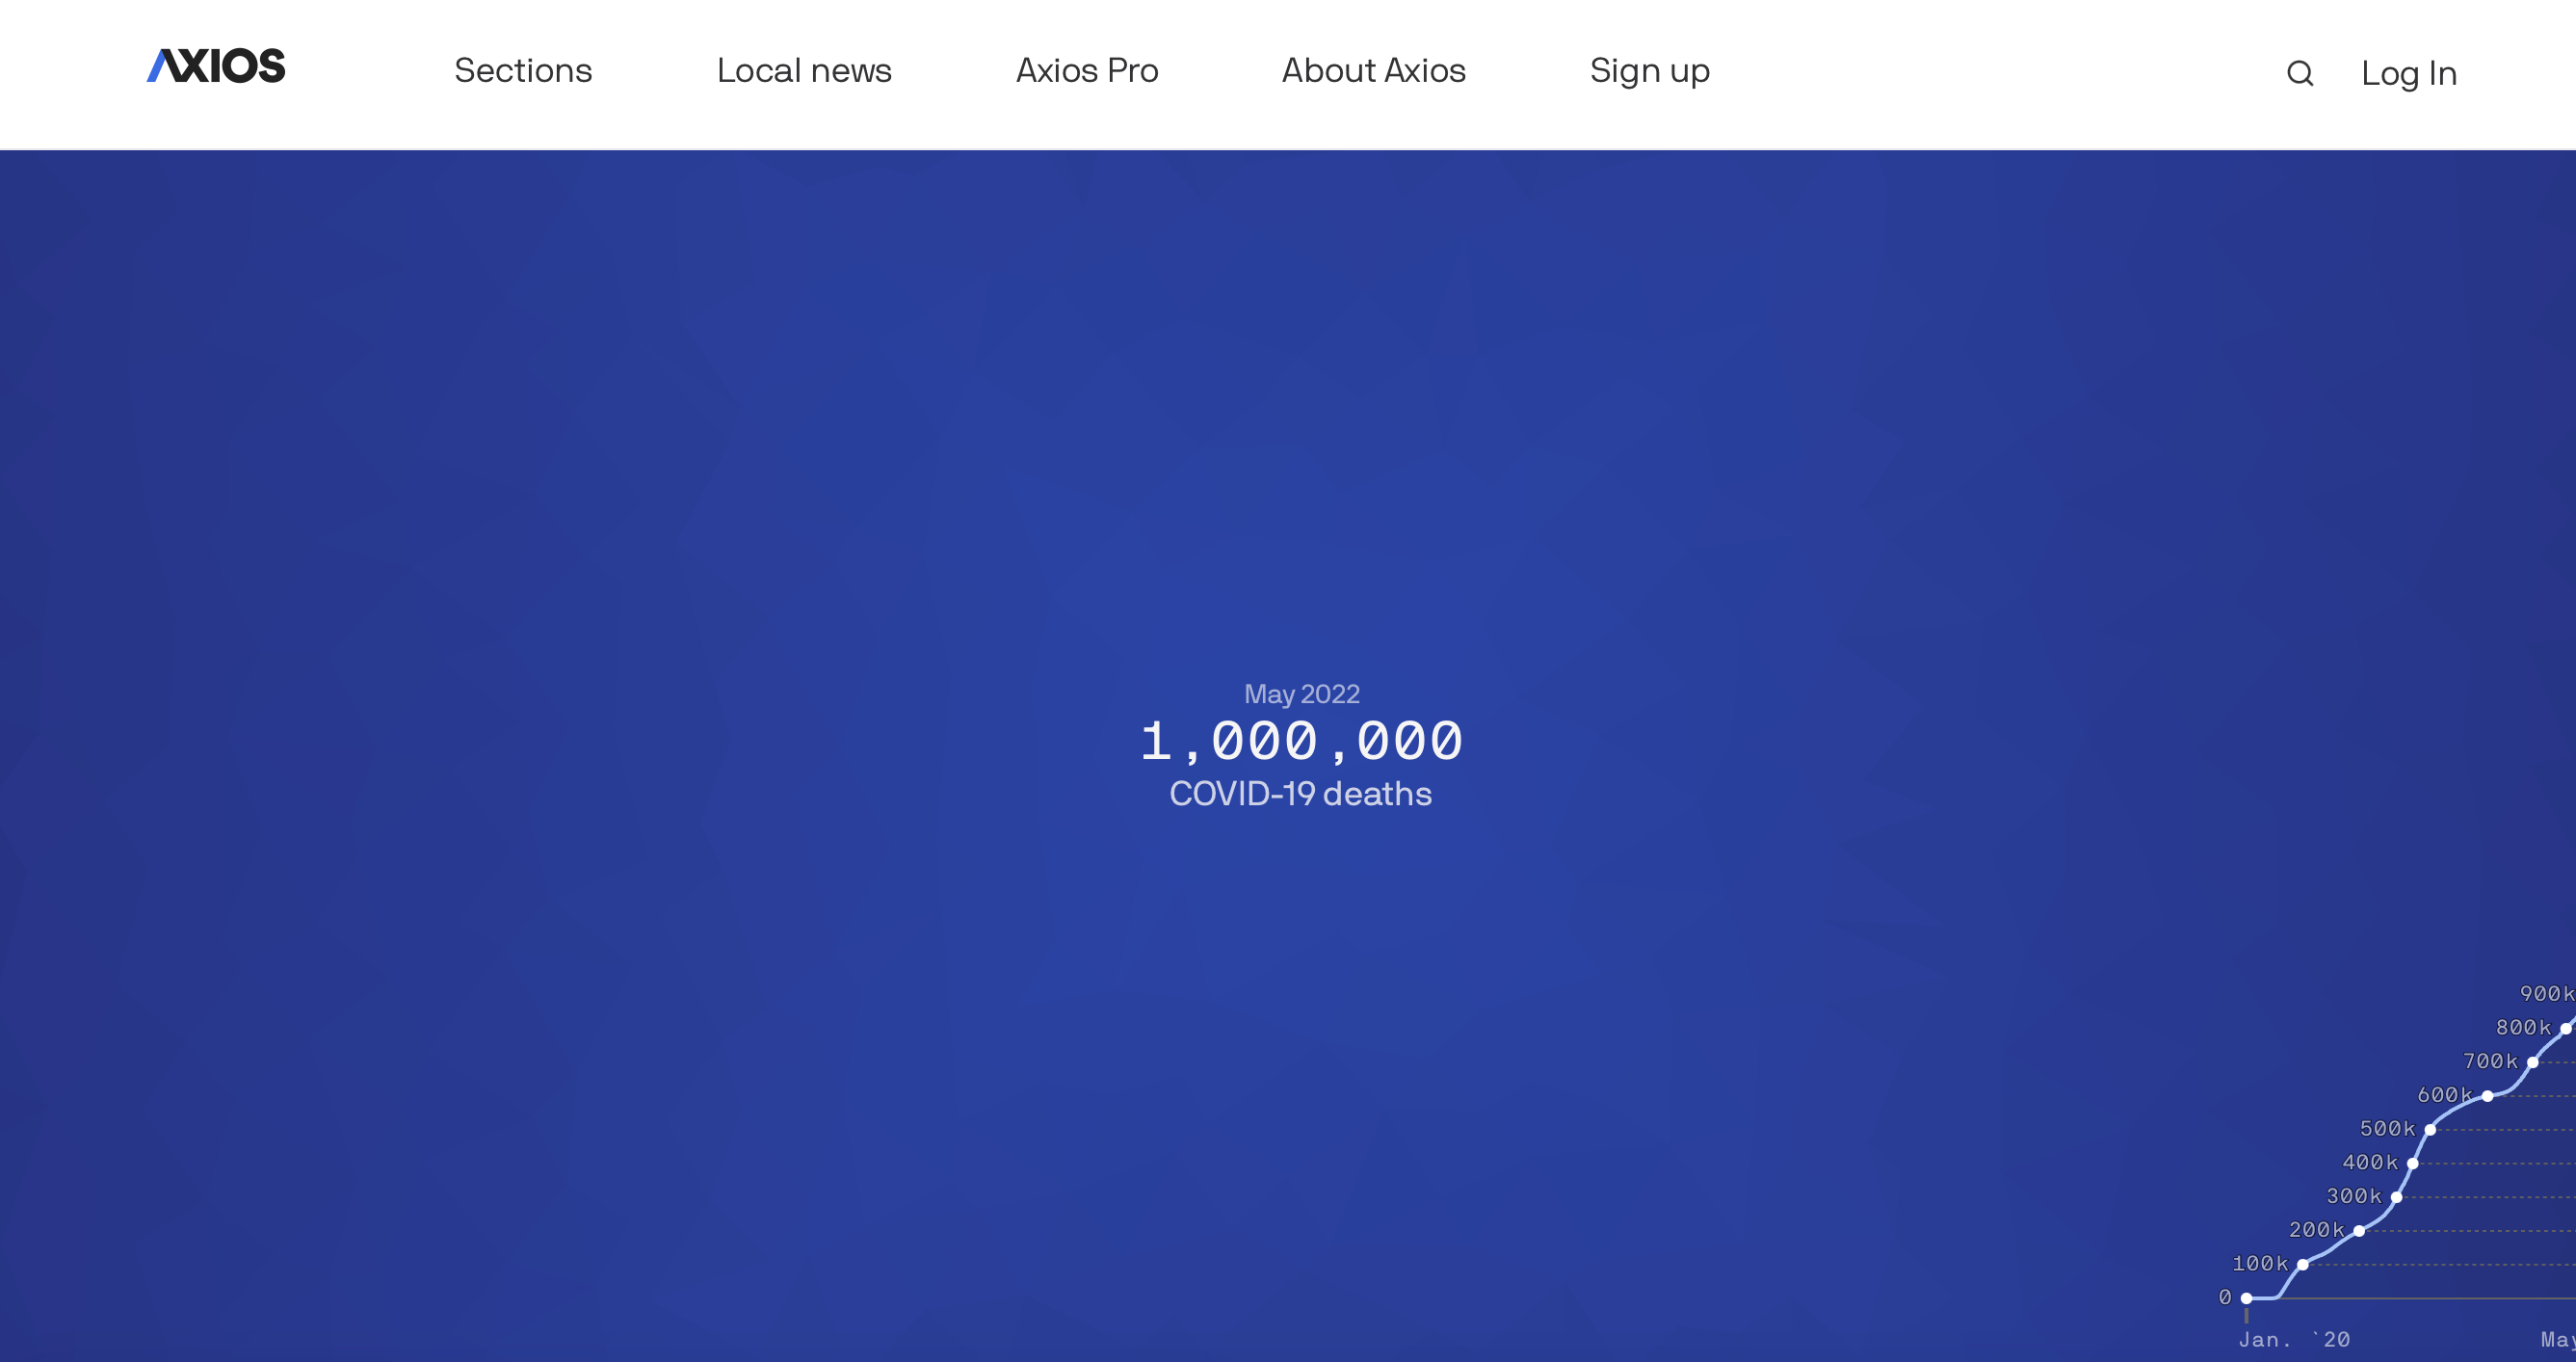 AXIOS Sections Local news Axios Pro About Axios Sign up Log In
May 2022
1,000,000
COVID-19 deaths
900k
800k
700k
600k
500k
400k
300k
200k
100k
0
Jan. `20 May